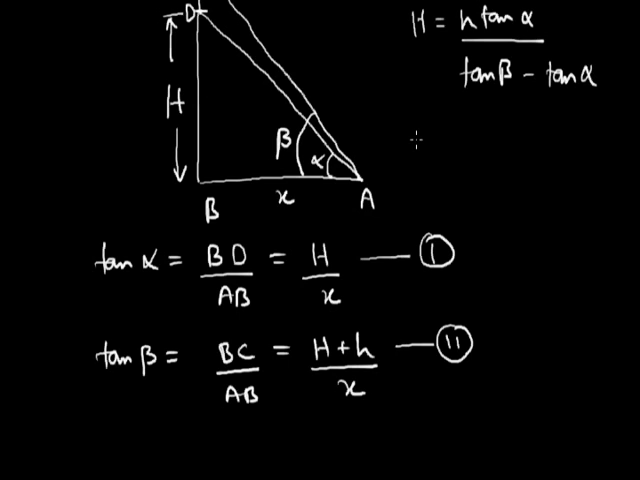 D
H = h tan α / tan β - tan α
H
β
α
x
B
A
tan α = BD / AB = H / x — I
tan β = BC / AB = H + h / x — II